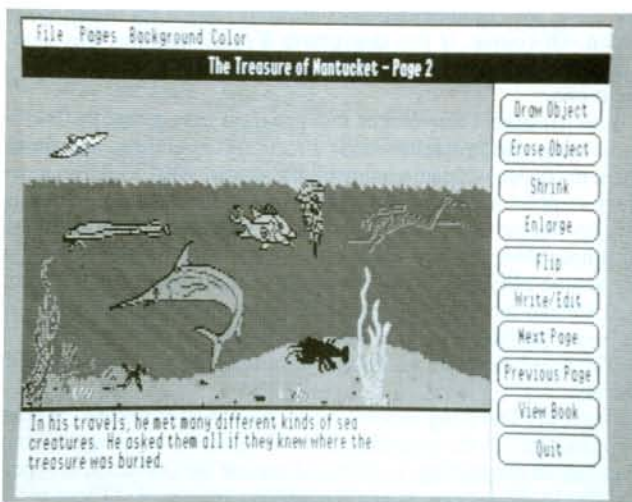 File Pages Background Color
The Treasure of Nantucket - Page 2
Draw Object
Erase Object
Shrink
Enlarge
Flip
Write/Edit
Next Page
Previous Page
View Book
Quit
In his travels, he met many different kinds of sea
creatures. He asked them all if they knew where the
treasure was buried.